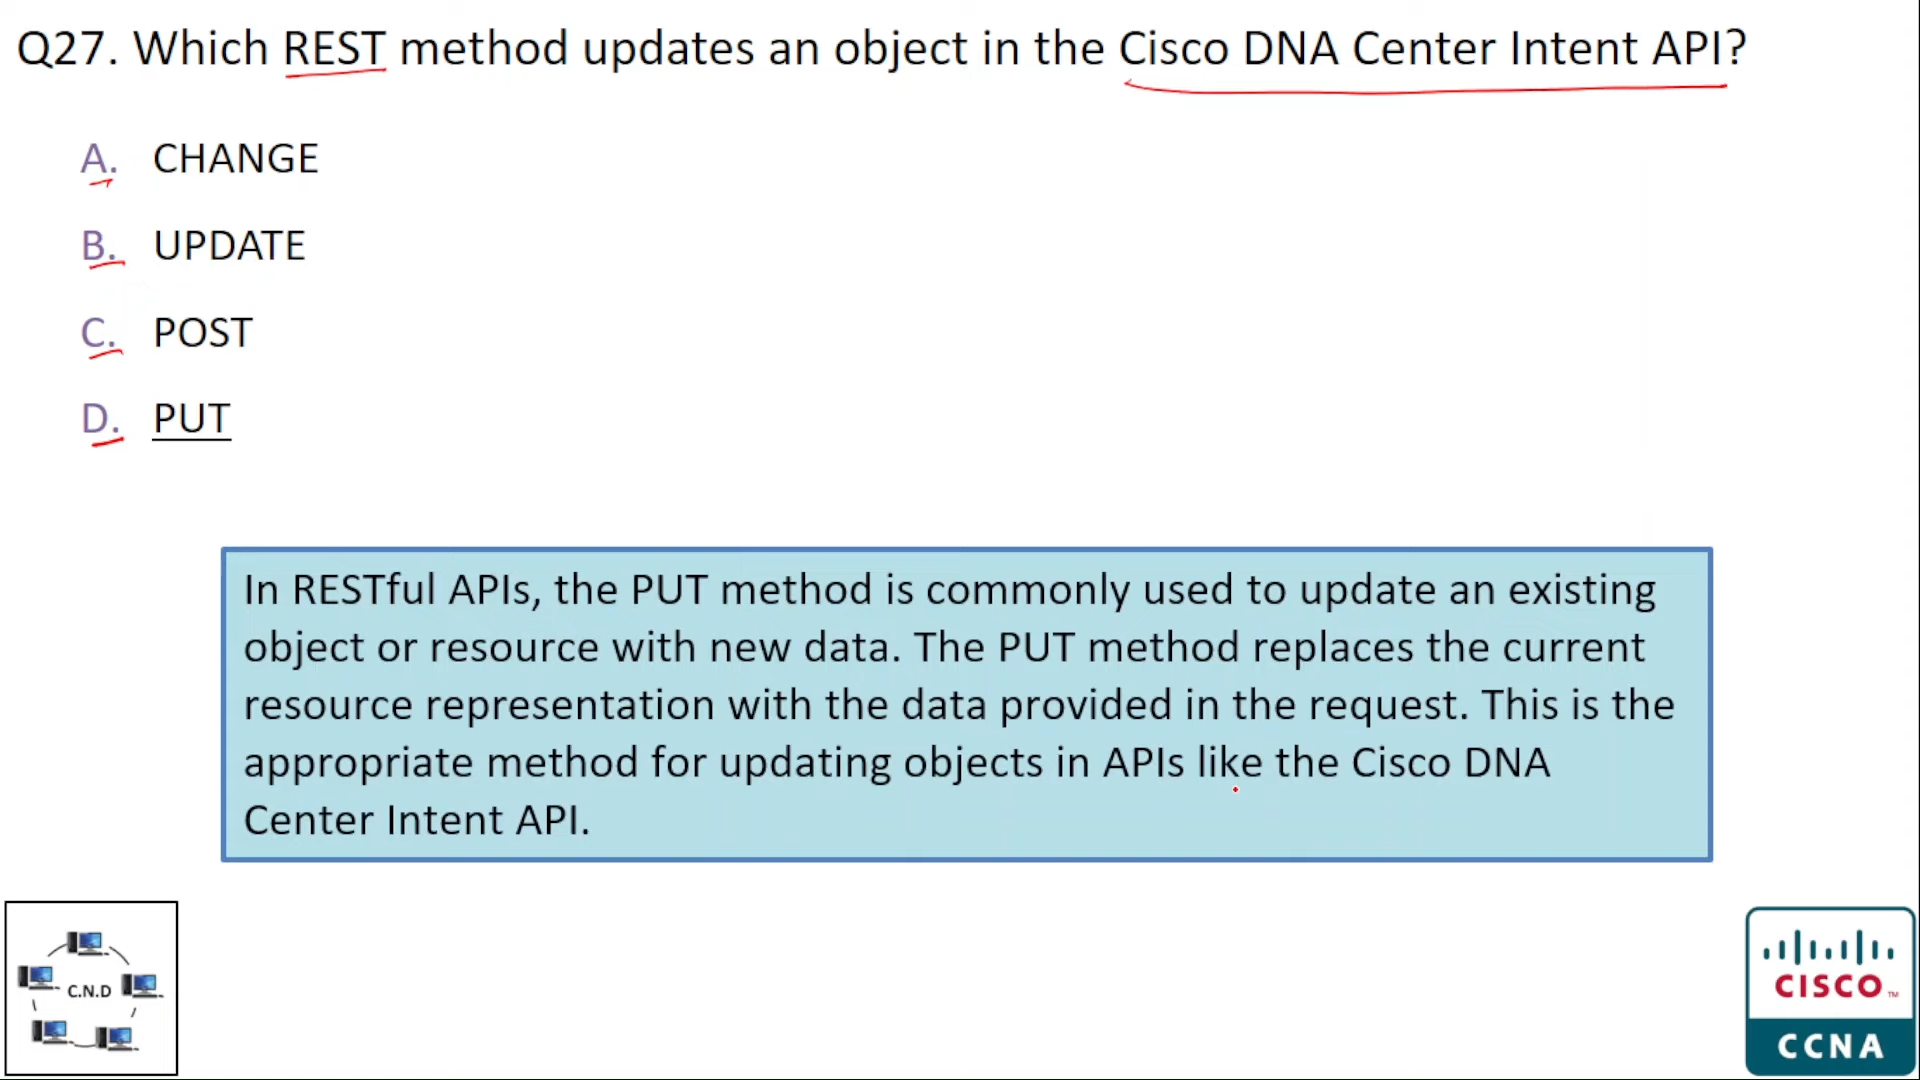 Q27. Which REST method updates an object in the Cisco DNA Center Intent API?
A. CHANGE
B. UPDATE
C. POST
D. PUT
In RESTful APIs, the PUT method is commonly used to update an existing
object or resource with new data. The PUT method replaces the current
resource representation with the data provided in the request. This is the
appropriate method for updating objects in APIs like the Cisco DNA
Center Intent API.
C.N.D
CISCO™
CCNA